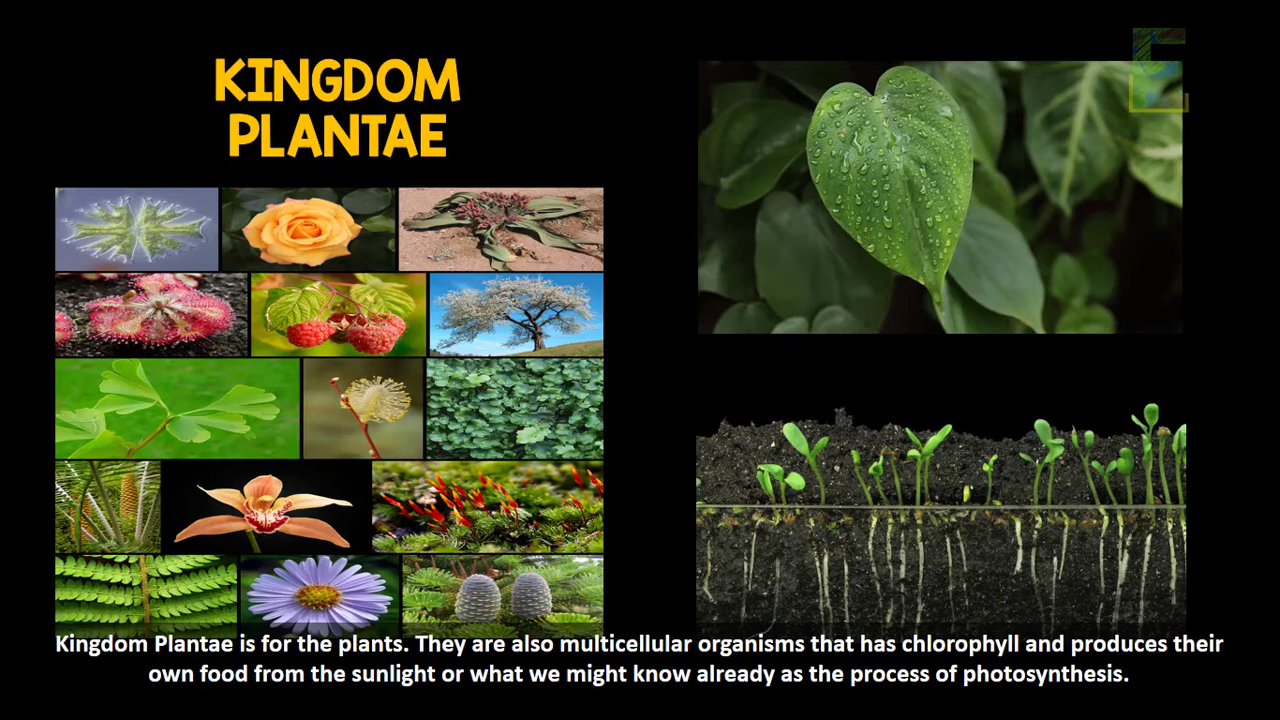 KINGDOM
PLANTAE
Kingdom Plantae is for the plants. They are also multicellular organisms that has chlorophyll and produces their
own food from the sunlight or what we might know already as the process of photosynthesis.